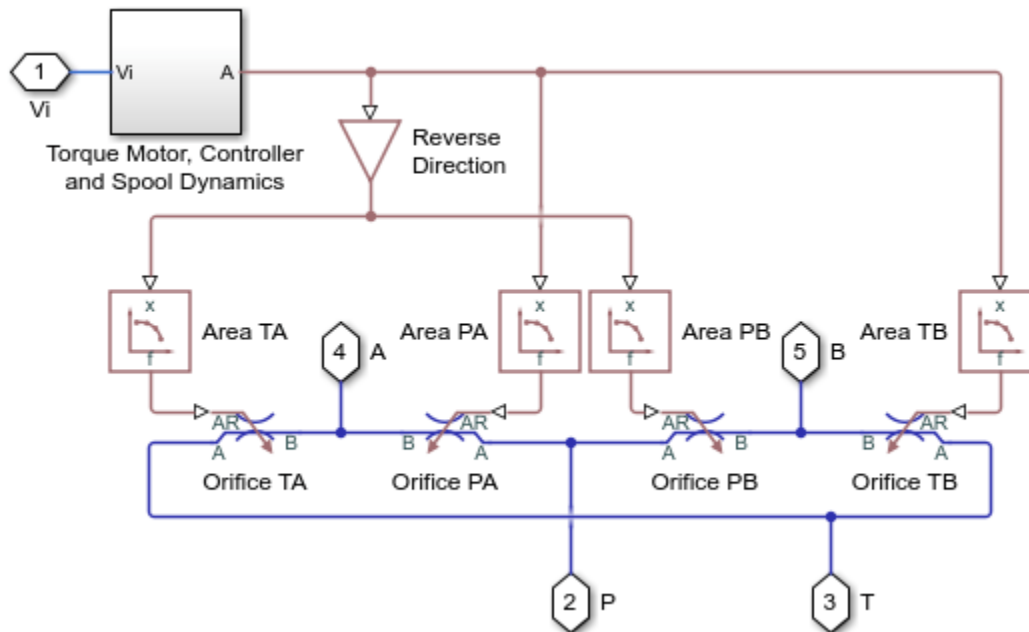 1
Vi
Vi
A
Torque Motor, Controller
and Spool Dynamics
Reverse
Direction
x
f
Area TA
4
A
Area PA
x
f
x
f
Area PB
5
B
Area TB
x
f
AR
A
B
Orifice TA
B
AR
A
Orifice PA
AR
A
B
Orifice PB
B
AR
A
Orifice TB
2
P
3
T